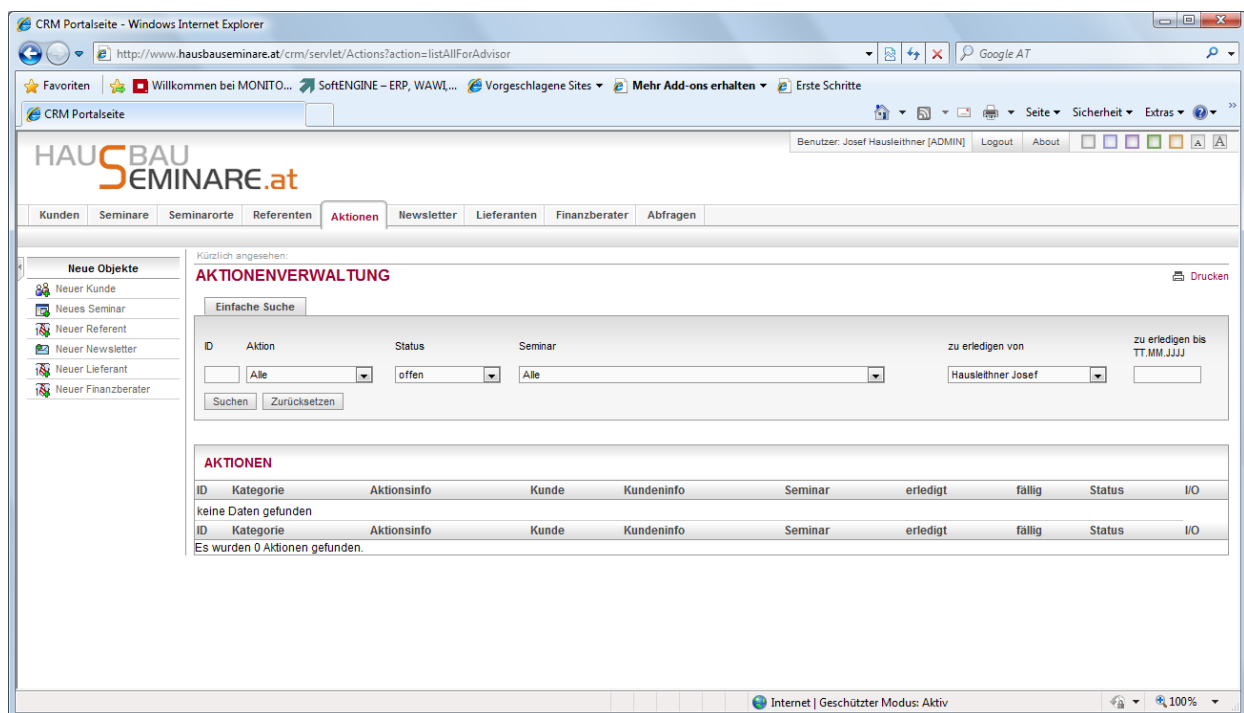 CRM Portalseite - Windows Internet Explorer
http://www.hausbauseminare.at/crm/servlet/Actions?action=listAllForAdvisor
Google AT
Favoriten Willkommen bei MONITO... SoftENGINE – ERP, WAWI,... Vorgeschlagene Sites Mehr Add-ons erhalten Erste Schritte
CRM Portalseite Seite Sicherheit Extras
Benutzer: Josef Hausleithner [ADMIN] Logout About A A
HAUSBAU
SEMINARE.at
Kunden Seminare Seminarorte Referenten Aktionen Newsletter Lieferanten Finanzberater Abfragen
Kürzlich angesehen:
Neue Objekte
AKTIONENVERWALTUNG
Drucken
Neuer Kunde
Neues Seminar
Neuer Referent
Neuer Newsletter
Neuer Lieferant
Neuer Finanzberater
Einfache Suche
ID Aktion Status Seminar zu erledigen von zu erledigen bis
TT.MM.JJJJ
Alle offen Alle Hausleithner Josef
Suchen Zurücksetzen
AKTIONEN
ID Kategorie Aktionsinfo Kunde Kundeninfo Seminar erledigt fällig Status I/O
keine Daten gefunden
ID Kategorie Aktionsinfo Kunde Kundeninfo Seminar erledigt fällig Status I/O
Es wurden 0 Aktionen gefunden.
Internet | Geschützter Modus: Aktiv 100%